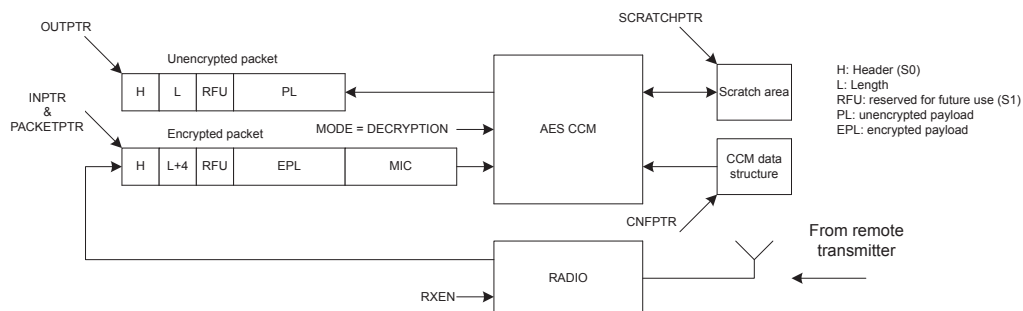 SCRATCHPTR
OUTPTR
Unencrypted packet
H L RFU PL
INPTR
&
PACKETPTR
MODE = DECRYPTION
Encrypted packet
H L+4 RFU EPL MIC
AES CCM
Scratch area
CCM data
structure
CNFPTR
H: Header (S0)
L: Length
RFU: reserved for future use (S1)
PL: unencrypted payload
EPL: encrypted payload
From remote
transmitter
RADIO
RXEN